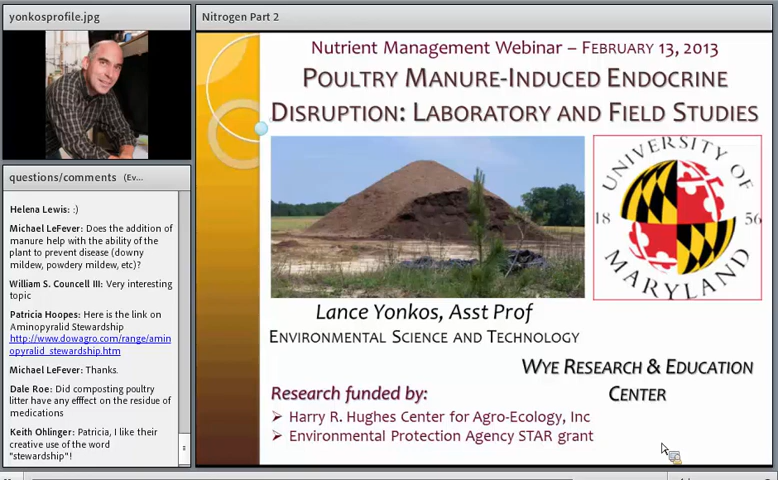 yonkosprofile.jpg
questions/comments (Ev...
Helena Lewis: :)
Michael LeFever: Does the addition of
manure help with the ability of the
plant to prevent disease (downy
mildew, powdery mildew, etc)?
William S. Councell III: Very interesting
topic
Patricia Hoopes: Here is the link on
Aminopyralid Stewardship
http://www.dowagro.com/range/amin
opyralid_stewardship.htm
Michael LeFever: Thanks.
Dale Roe: Did composting poultry
litter have any efffect on the residue of
medications
Keith Ohlinger: Patricia, I like their
creative use of the word
"stewardship"!
Nitrogen Part 2
Nutrient Management Webinar – FEBRUARY 13, 2013
POULTRY MANURE-INDUCED ENDOCRINE
DISRUPTION: LABORATORY AND FIELD STUDIES
UNIVERSITY OF
18 56
MARYLAND
Lance Yonkos, Asst Prof
ENVIRONMENTAL SCIENCE AND TECHNOLOGY
WYE RESEARCH & EDUCATION
CENTER
Research funded by:
➢ Harry R. Hughes Center for Agro-Ecology, Inc
➢ Environmental Protection Agency STAR grant